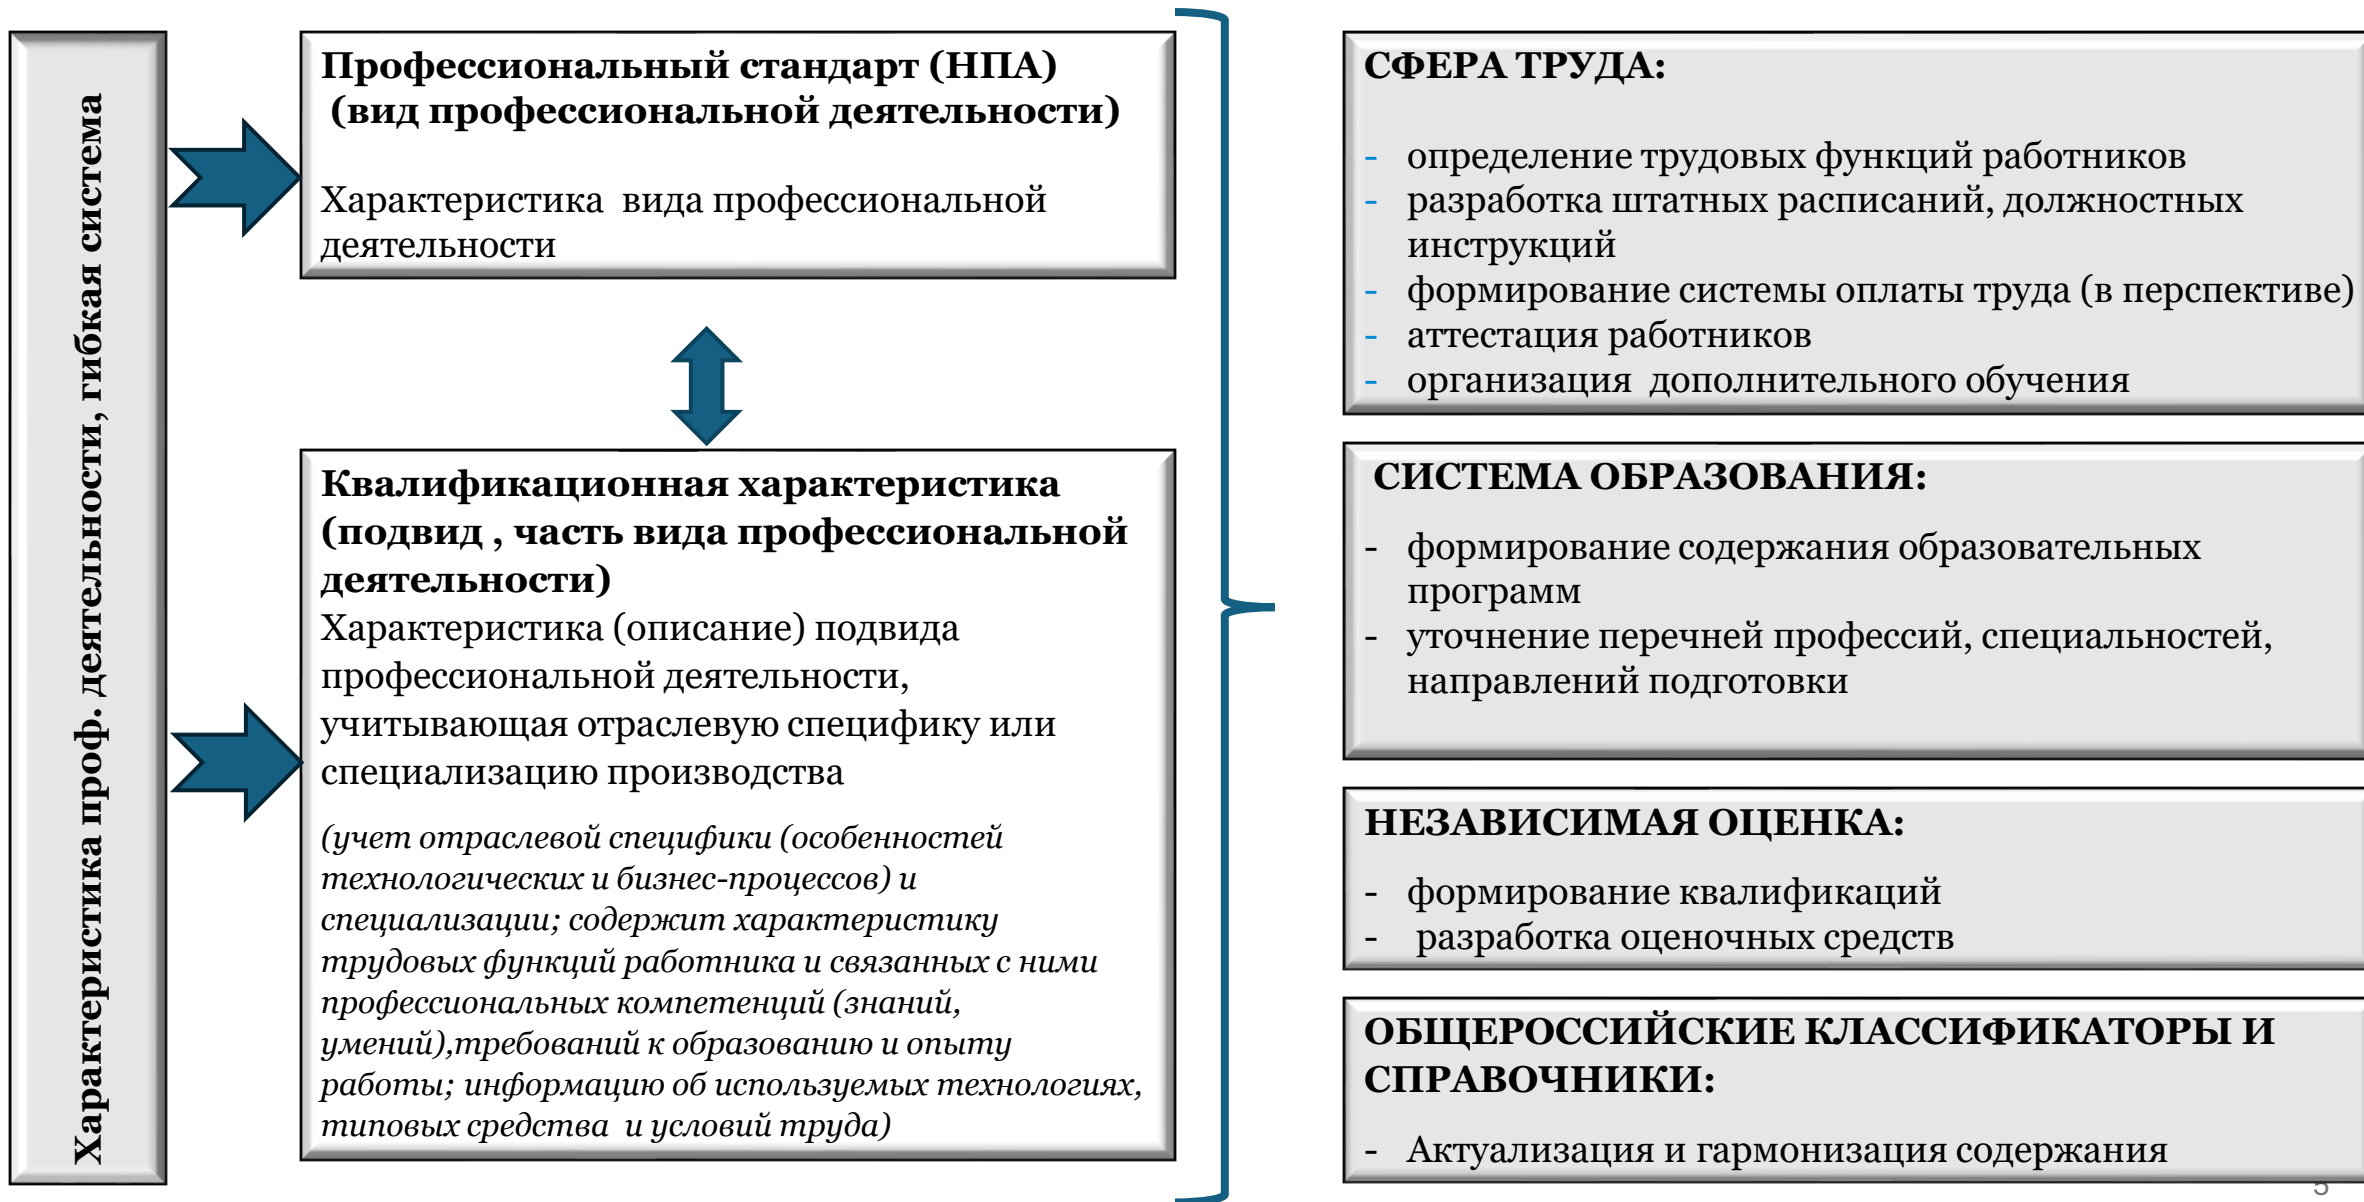 Характеристика проф. деятельности, гибкая система
Профессиональный стандарт (НПА)
(вид профессиональной деятельности)
Характеристика вида профессиональной
деятельности
Квалификационная характеристика
(подвид , часть вида профессиональной
деятельности)
Характеристика (описание) подвида
профессиональной деятельности,
учитывающая отраслевую специфику или
специализацию производства
(учет отраслевой специфики (особенностей
технологических и бизнес-процессов) и
специализации; содержит характеристику
трудовых функций работника и связанных с ними
профессиональных компетенций (знаний,
умений),требований к образованию и опыту
работы; информацию об используемых технологиях,
типовых средства и условий труда)
СФЕРА ТРУДА:
- определение трудовых функций работников
- разработка штатных расписаний, должностных
инструкций
- формирование системы оплаты труда (в перспективе)
- аттестация работников
- организация дополнительного обучения
СИСТЕМА ОБРАЗОВАНИЯ:
- формирование содержания образовательных
программ
- уточнение перечней профессий, специальностей,
направлений подготовки
НЕЗАВИСИМАЯ ОЦЕНКА:
- формирование квалификаций
- разработка оценочных средств
ОБЩЕРОССИЙСКИЕ КЛАССИФИКАТОРЫ И
СПРАВОЧНИКИ:
- Актуализация и гармонизация содержания
5